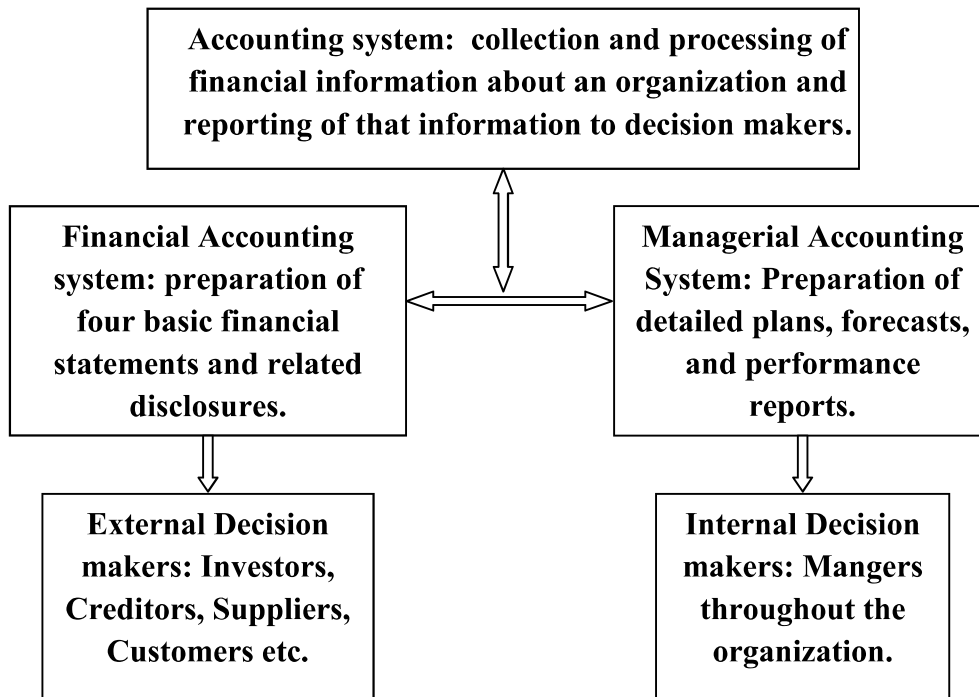 Accounting system:  collection and processing of
financial information about an organization and
reporting of that information to decision makers.
Financial Accounting
system: preparation of
four basic financial
statements and related
disclosures.
Managerial Accounting
System: Preparation of
detailed plans, forecasts,
and performance
reports.
External Decision
makers: Investors,
Creditors, Suppliers,
Customers etc.
Internal Decision
makers: Mangers
throughout the
organization.